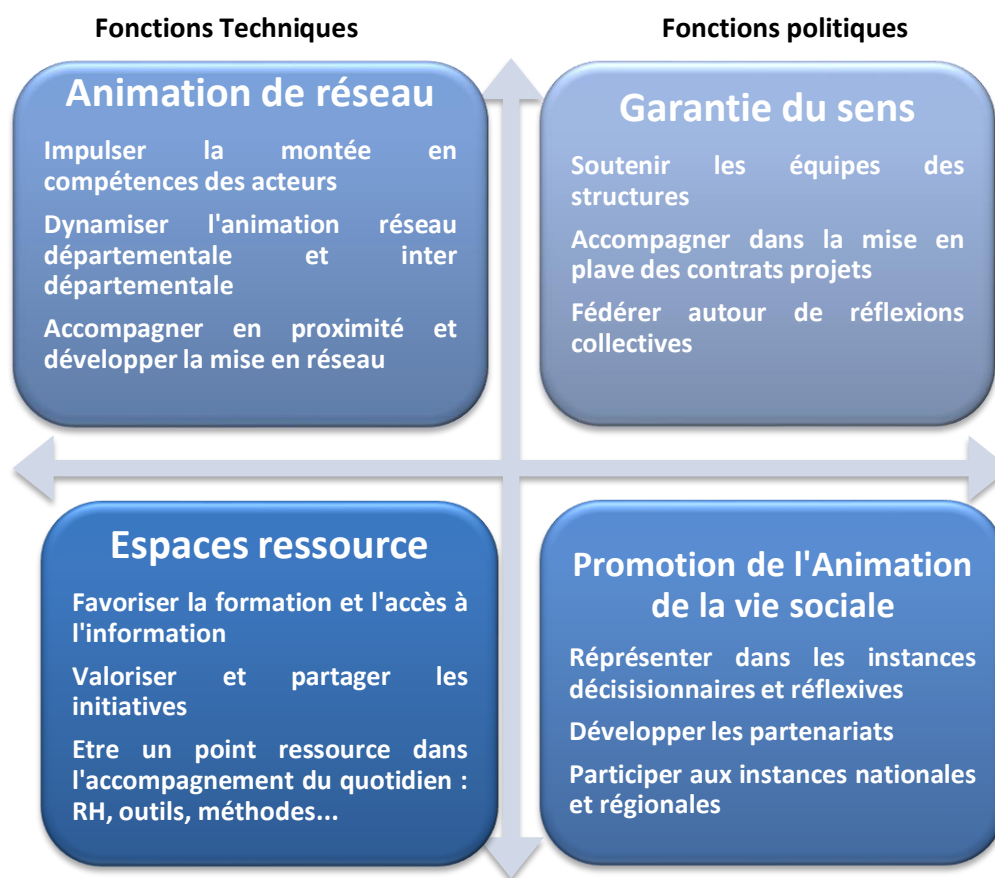 Fonctions Techniques
Fonctions politiques
Animation de réseau
Impulser la montée en
compétences des acteurs
Dynamiser l'animation réseau
départementale et inter
départementale
Accompagner en proximité et
développer la mise en réseau
Garantie du sens
Soutenir les équipes des
structures
Accompagner dans la mise en
plave des contrats projets
Fédérer autour de réflexions
collectives
Espaces ressource
Favoriser la formation et l'accès à
l'information
Valoriser et partager les
initiatives
Etre un point ressource dans
l'accompagnement du quotidien :
RH, outils, méthodes...
Promotion de l'Animation
de la vie sociale
Réprésenter dans les instances
décisisionnaires et réflexives
Développer les partenariats
Participer aux instances nationales
et régionales